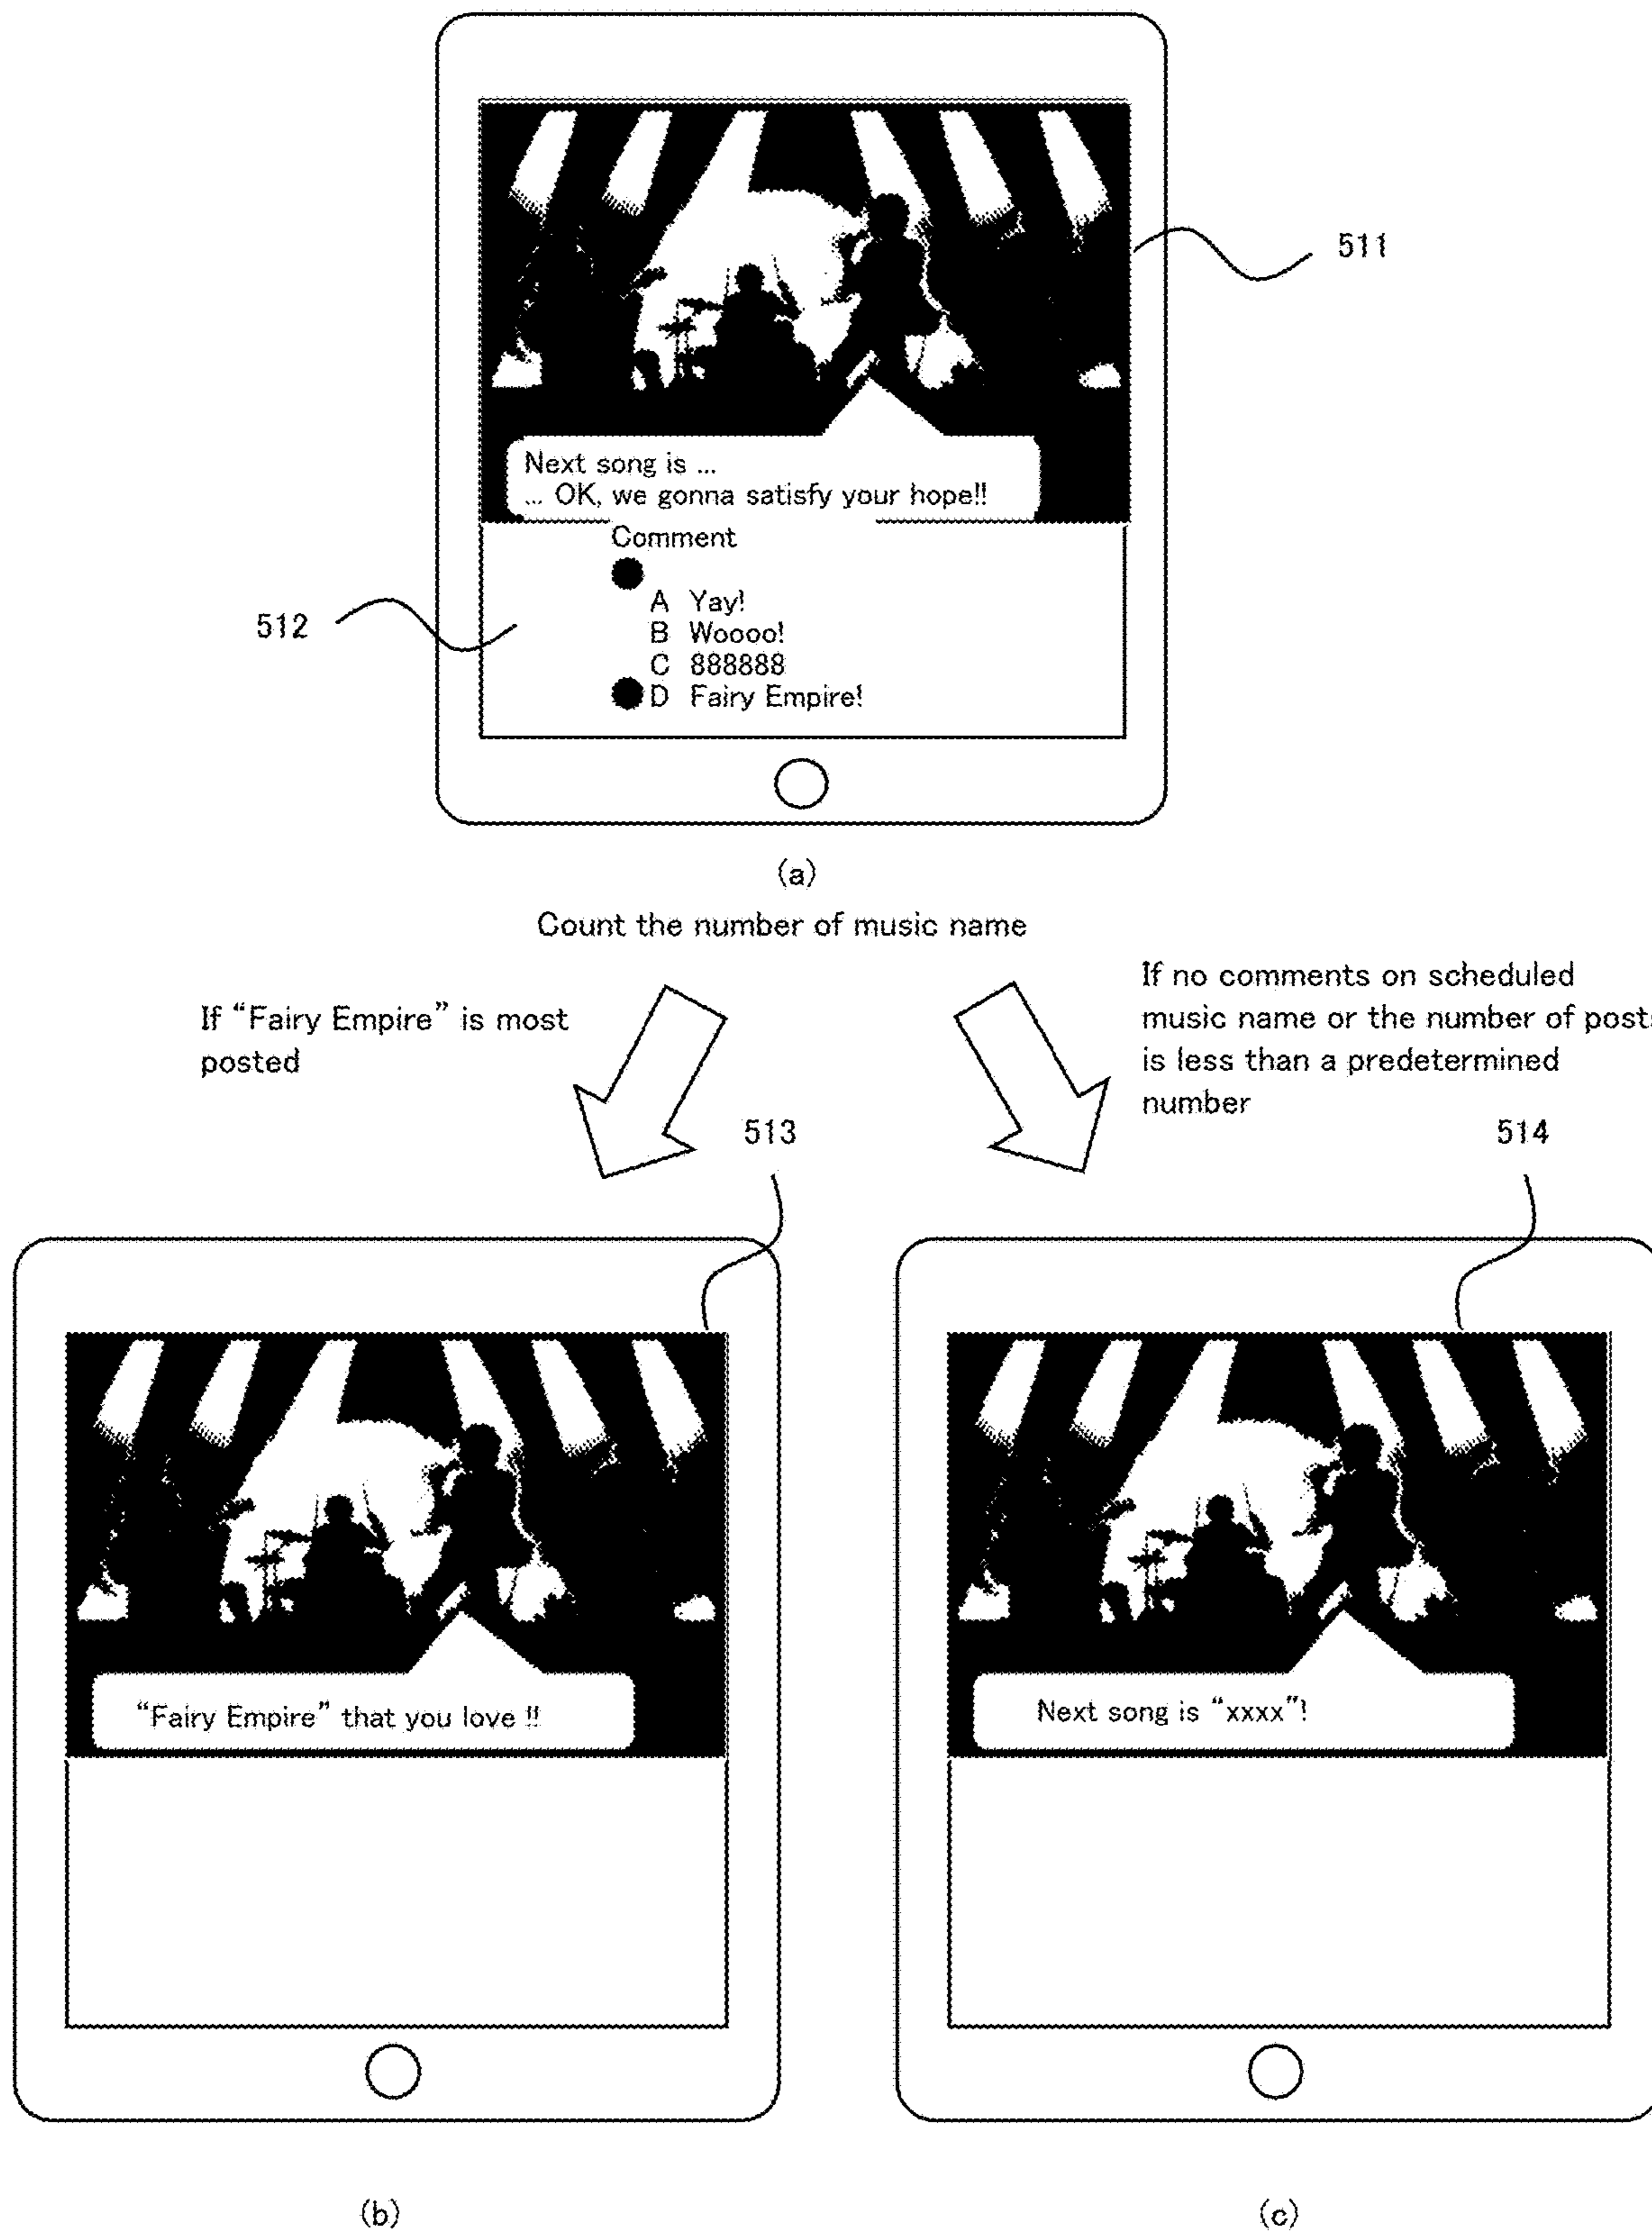 511
Next song is ...
... OK, we gonna satisfy your hope!!
Comment
512
A Yay!
B Woooo!
C 888888
D Fairy Empire!
(a)
Count the number of music name
If “Fairy Empire” is most
posted
If no comments on scheduled
music name or the number of posts
is less than a predetermined
number
513
514
“Fairy Empire” that you love !!
Next song is “xxxx”!
(b)
(c)